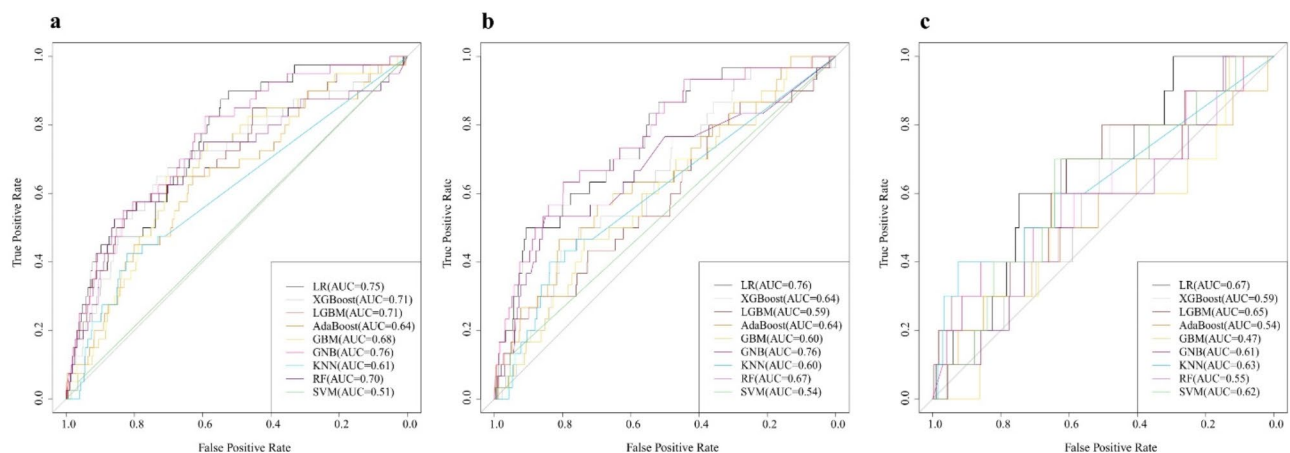 a
b
c
1.0
0.8
0.6
0.4
0.2
0.0
True Positive Rate
LR(AUC=0.75)
XGBoost(AUC=0.71)
LGBM(AUC=0.71)
AdaBoost(AUC=0.64)
GBM(AUC=0.68)
GNB(AUC=0.76)
KNN(AUC=0.61)
RF(AUC=0.70)
SVM(AUC=0.51)
1.0 0.8 0.6 0.4 0.2 0.0
False Positive Rate
1.0
0.8
0.6
0.4
0.2
0.0
True Positive Rate
LR(AUC=0.76)
XGBoost(AUC=0.64)
LGBM(AUC=0.59)
AdaBoost(AUC=0.64)
GBM(AUC=0.60)
GNB(AUC=0.76)
KNN(AUC=0.60)
RF(AUC=0.67)
SVM(AUC=0.54)
1.0 0.8 0.6 0.4 0.2 0.0
False Positive Rate
1.0
0.8
0.6
0.4
0.2
0.0
True Positive Rate
LR(AUC=0.67)
XGBoost(AUC=0.59)
LGBM(AUC=0.65)
AdaBoost(AUC=0.54)
GBM(AUC=0.47)
GNB(AUC=0.61)
KNN(AUC=0.63)
RF(AUC=0.55)
SVM(AUC=0.62)
1.0 0.8 0.6 0.4 0.2 0.0
False Positive Rate